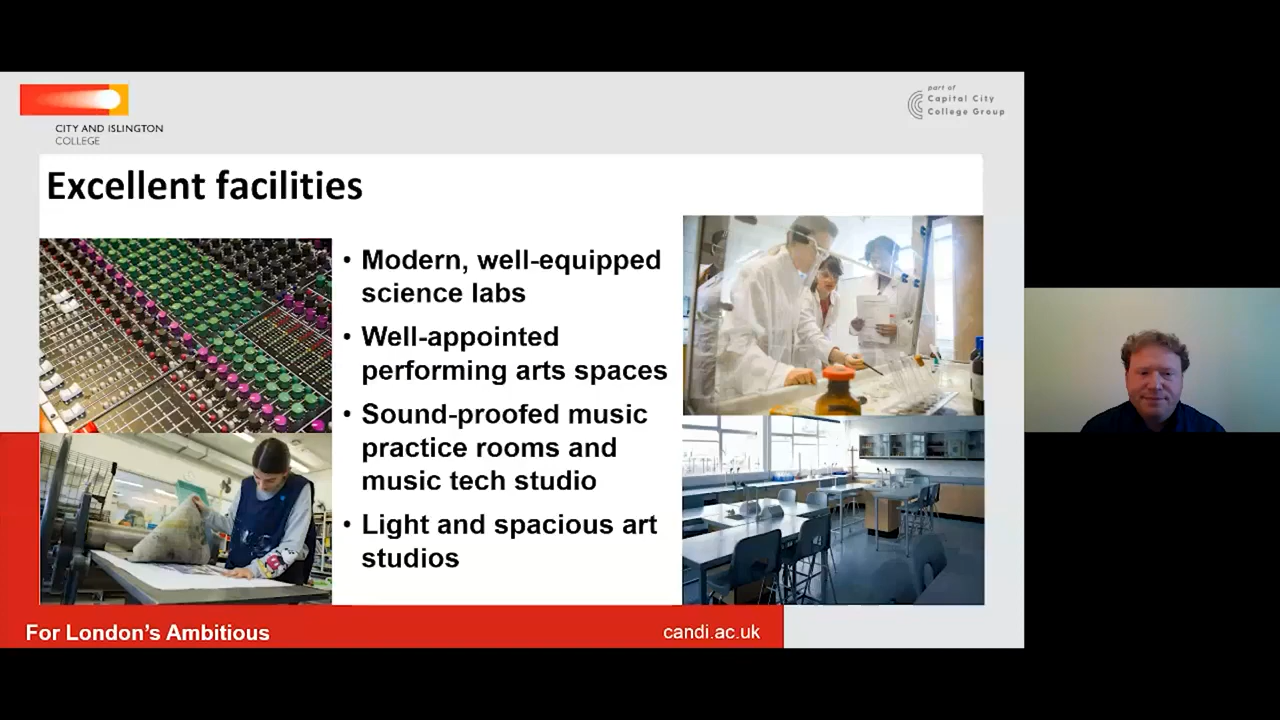 CITY AND ISLINGTON
COLLEGE
part of
Capital City
College Group
Excellent facilities
• Modern, well-equipped
science labs
• Well-appointed
performing arts spaces
• Sound-proofed music
practice rooms and
music tech studio
• Light and spacious art
studios
For London's Ambitious
candi.ac.uk